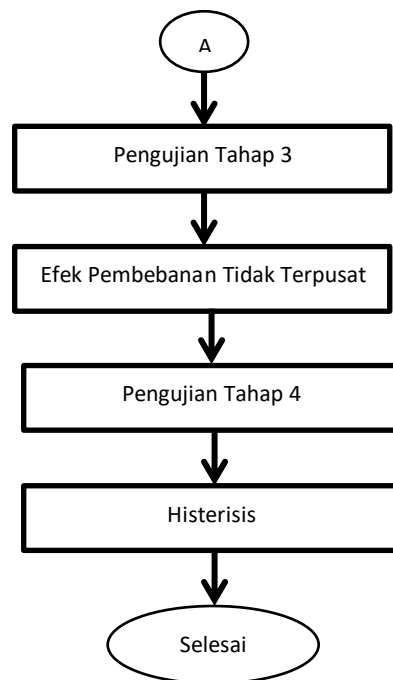 A
Pengujian Tahap 3
Efek Pembebanan Tidak Terpusat
Pengujian Tahap 4
Histerisis
Selesai